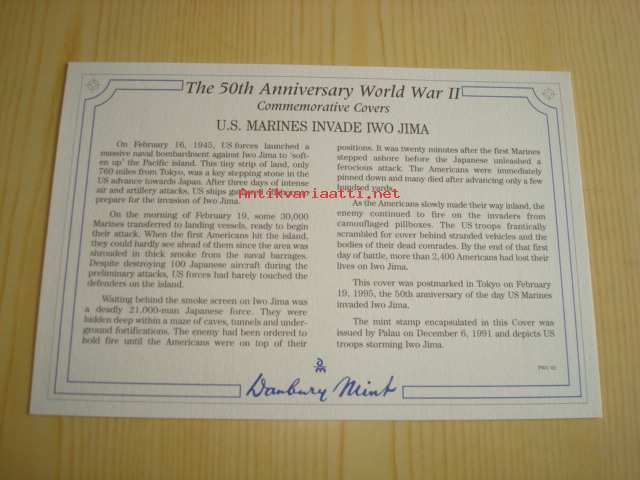 The 50th Anniversary World War II
Commemorative Covers
U.S. MARINES INVADE IWO JIMA
On February 16, 1945, US forces launched a
massive naval bombardment against Iwo Jima to 'soft-
en up' the Pacific island. This tiny strip of land, only
760 miles from Tokyo, was a key stepping stone in the
US advance towards Japan. After three days of intense
air and artillery attacks, US ships
prepare for the invasion of Iwo Jima.
On the morning of February 19, some 30,000
Marines transferred to landing vessels, ready to begin
their attack. When the first Americans hit the island,
they could hardly see ahead of them since the area was
shrouded in thick smoke from the naval barrages.
Despite destroying 100 Japanese aircraft during the
preliminary attacks, US forces had barely touched the
defenders on the island.
Waiting behind the smoke screen on Iwo Jima was
a deadly 21,000-man Japanese force. They were
hidden deep within a maze of caves, tunnels and under-
ground fortifications. The enemy had been ordered to
hold fire until the Americans were on top of their
positions. It was twenty minutes after the first Marines
stepped ashore before the Japanese unleashed a
ferocious attack. The Americans were immediately
pinned down and many died after advancing only a few
hundred yards.
As the Americans slowly made their way inland, the
enemy continued to fire on the invaders from
camouflaged pillboxes. The US troops frantically
scrambled for cover behind stranded vehicles and the
bodies of their dead comrades. By the end of that first
day of battle, more than 2,400 Americans had lost their
lives on Iwo Jima.
This cover was postmarked in Tokyo on February
19, 1995, the 50th anniversary of the day US Marines
invaded Iwo Jima.
The mint stamp encapsulated in this Cover was
issued by Palau on December 6, 1991 and depicts US
troops storming Iwo Jima.
Danbury Mint
Antikvariaatti.net